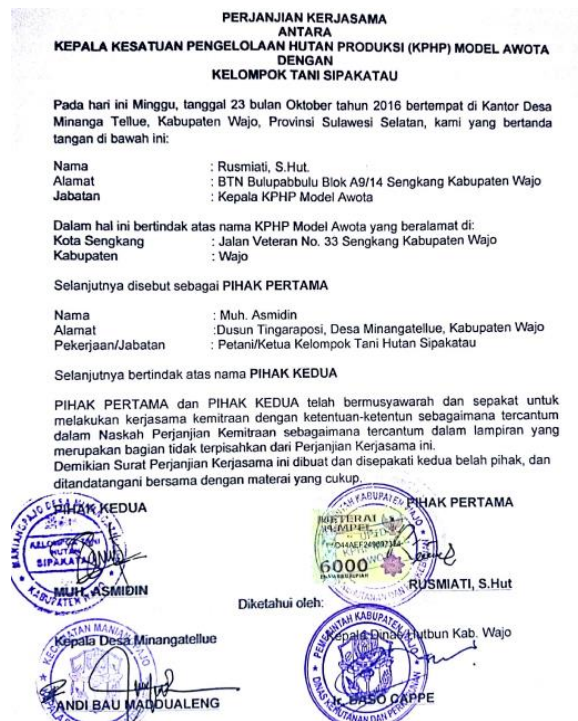 PERJANJIAN KERJASAMA
ANTARA
KEPALA KESATUAN PENGELOLAAN HUTAN PRODUKSI (KPHP) MODEL AWOTA
DENGAN
KELOMPOK TANI SIPAKATAU
Pada hari ini Minggu, tanggal 23 bulan Oktober tahun 2016 bertempat di Kantor Desa
Minanga Tellue, Kabupaten Wajo, Provinsi Sulawesi Selatan, kami yang bertanda
tangan di bawah ini:
Nama : Rusmiati, S.Hut.
Alamat : BTN Bulupabbulu Blok A9/14 Sengkang Kabupaten Wajo
Jabatan : Kepala KPHP Model Awota
Dalam hal ini bertindak atas nama KPHP Model Awota yang beralamat di:
Kota Sengkang : Jalan Veteran No. 33 Sengkang Kabupaten Wajo
Kabupaten : Wajo
Selanjutnya disebut sebagai PIHAK PERTAMA
Nama : Muh. Asmidin
Alamat :Dusun Tingaraposi, Desa Minangatellue, Kabupaten Wajo
Pekerjaan/Jabatan : Petani/Ketua Kelompok Tani Hutan Sipakatau
Selanjutnya bertindak atas nama PIHAK KEDUA
PIHAK PERTAMA dan PIHAK KEDUA telah bermusyawarah dan sepakat untuk
melakukan kerjasama kemitraan dengan ketentuan-ketentun sebagaimana tercantum
dalam Naskah Perjanjian Kemitraan sebagaimana tercantum dalam lampiran yang
merupakan bagian tidak terpisahkan dari Perjanjian Kerjasama ini.
Demikian Surat Perjanjian Kerjasama ini dibuat dan disepakati kedua belah pihak, dan
ditandatangani bersama dengan materai yang cukup.
PIHAK KEDUA PIHAK PERTAMA
KELOMPOK TANI
HUTAN
SIPAKATAU
KABUPATEN WAJO
METERAI
TEMPEL
6000
MUH. ASMIDIN RUSMIATI, S.Hut
Diketahui oleh:
Kepala Desa Minangatellue Kepala Dinas Hutbun Kab. Wajo
ANDI BAU MADDUALENG Ir. DASO CAPPE